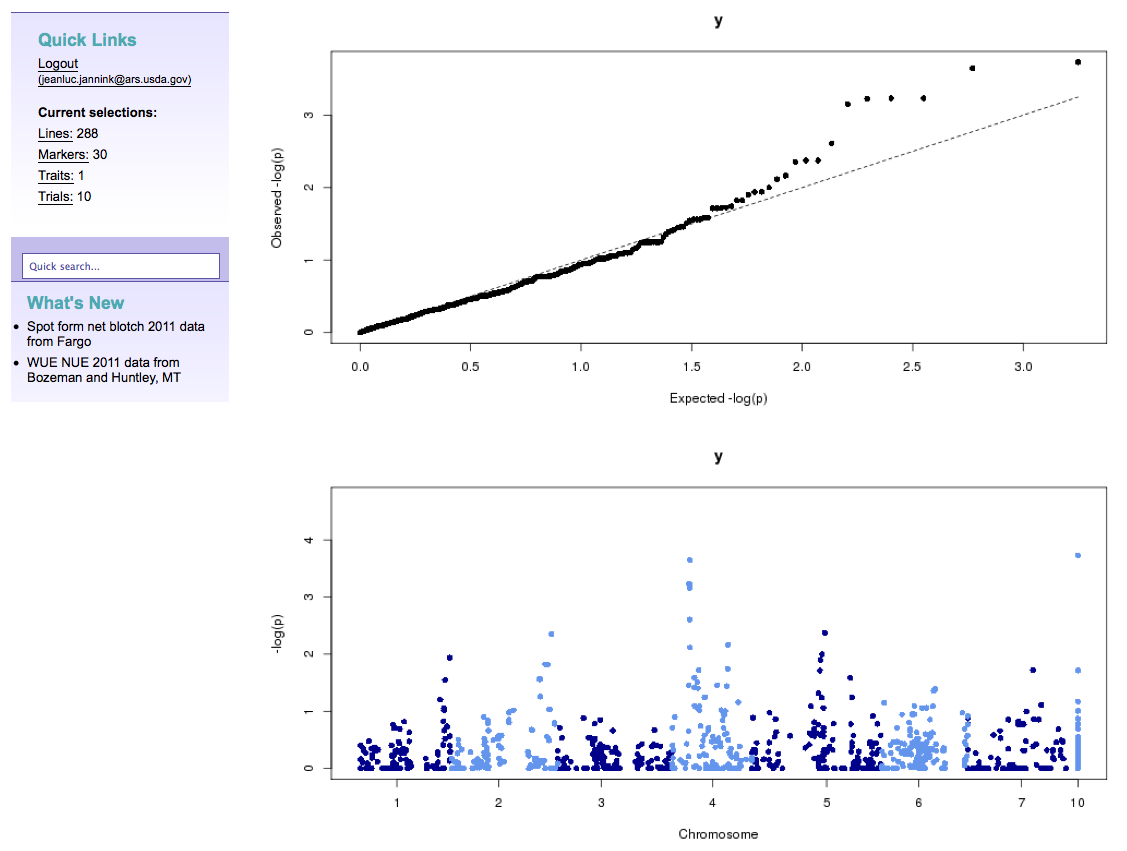 Quick Links
Logout
(jeanluc.jannink@ars.usda.gov)
Current selections:
Lines: 288
Markers: 30
Traits: 1
Trials: 10
Quick search...
What's New
Spot form net blotch 2011 data
from Fargo
WUE NUE 2011 data from
Bozeman and Huntley, MT
y
Observed -log(p)
3
2
1
0
0.0 0.5 1.0 1.5 2.0 2.5 3.0
Expected -log(p)
y
-log(p)
4
3
2
1
0
1 2 3 4 5 6 7 10
Chromosome